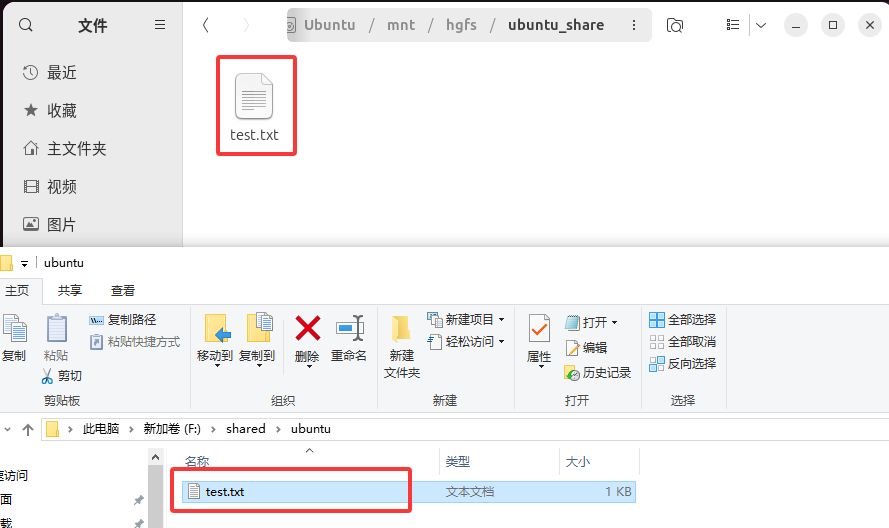 文件
Ubuntu / mnt / hgfs / ubuntu_share
最近
收藏
主文件夹
视频
图片
test.txt
ubuntu
主页 共享 查看
复制
粘贴
复制路径
粘贴快捷方式
剪切
剪贴板
移动到
复制到
删除
重命名
组织
新建
文件夹
新建项目
轻松访问
新建
属性
打开
编辑
历史记录
打开
全部选择
全部取消
反向选择
选择
此电脑 > 新加卷 (F:) > shared > ubuntu
速访问
面
载
名称 类型 大小
test.txt 文本文档 1 KB